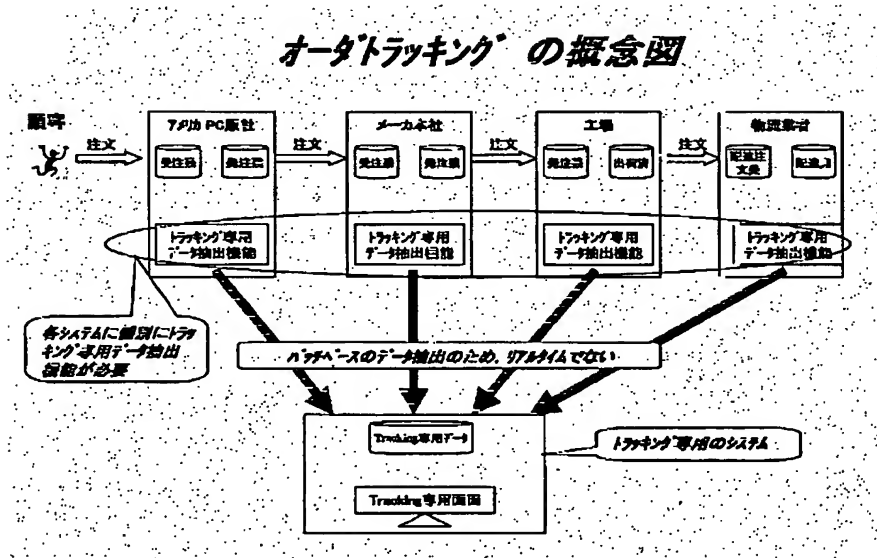 オーダトラッキング の概念図
顧客
注文
アメリカ PC販社
受注
発注
注文
メーカ本社
受注
発注
注文
工場
受注
出荷
注文
物流業者
配送注
文受
配送
トラッキング専用
データ抽出機能
トラッキング専用
データ抽出機能
トラッキング専用
データ抽出機能
トラッキング専用
データ抽出機能
各システムに個別にトラッ
キング専用データ抽出
機能が必要
バッチベースのデータ抽出のため、リアルタイムでない
Tracking専用データ
トラッキング専用のシステム
Tracking専用画面